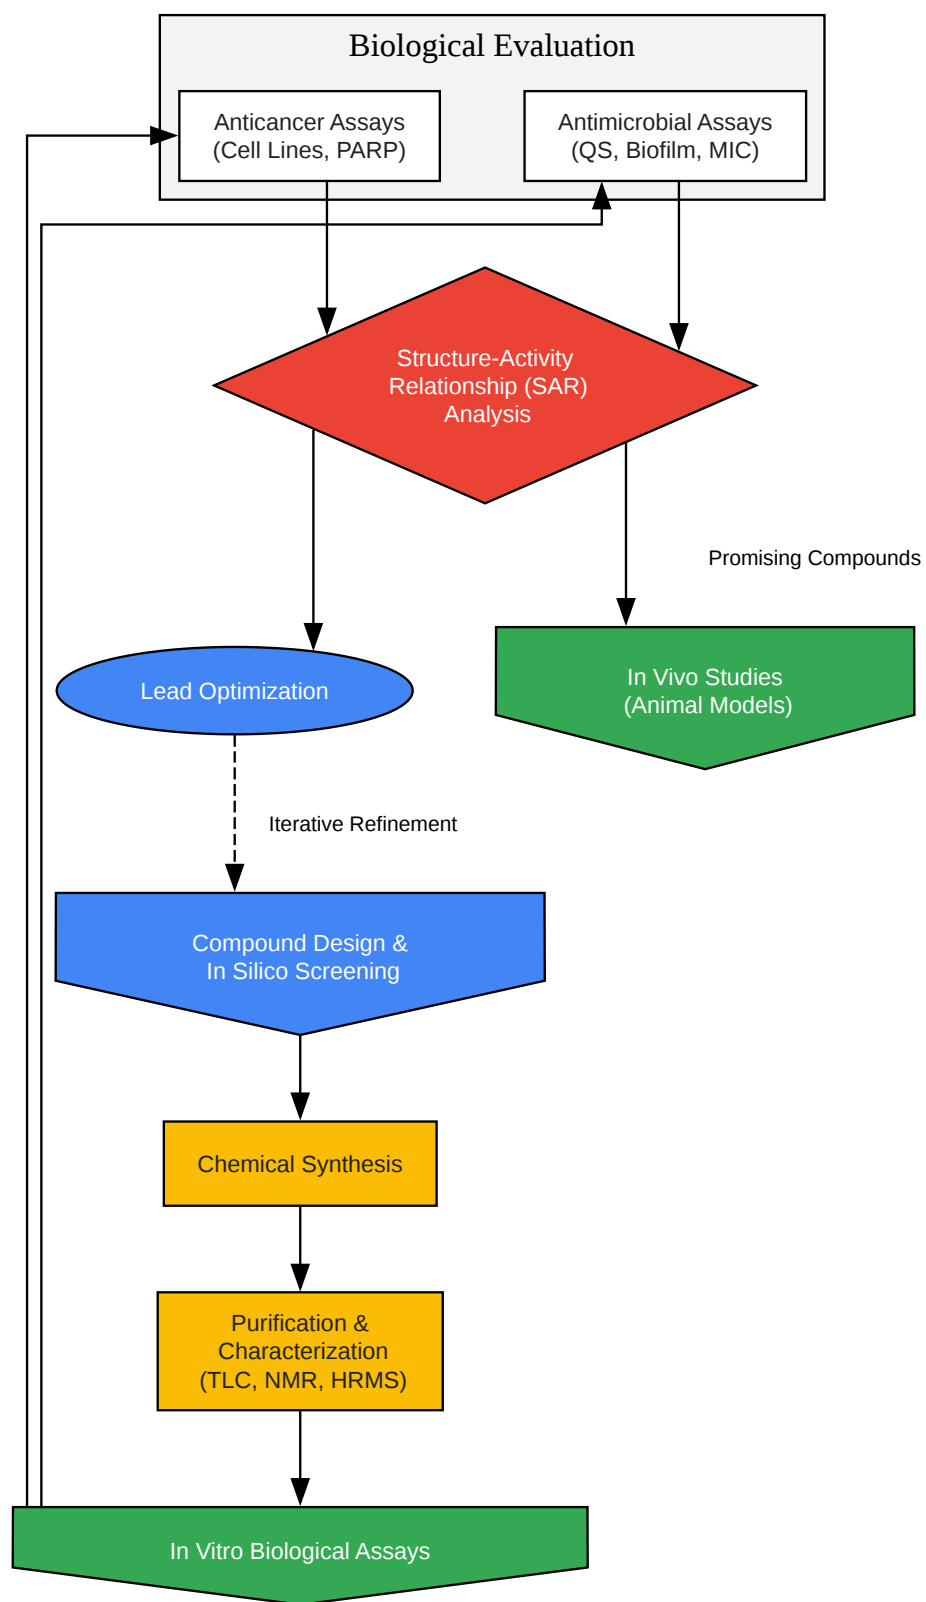 Biological Evaluation
Anticancer Assays
(Cell Lines, PARP)
Antimicrobial Assays
(QS, Biofilm, MIC)
Structure-Activity
Relationship (SAR)
Analysis
Promising Compounds
Lead Optimization
In Vivo Studies
(Animal Models)
Iterative Refinement
Compound Design &
In Silico Screening
Chemical Synthesis
Purification &
Characterization
(TLC, NMR, HRMS)
In Vitro Biological Assays